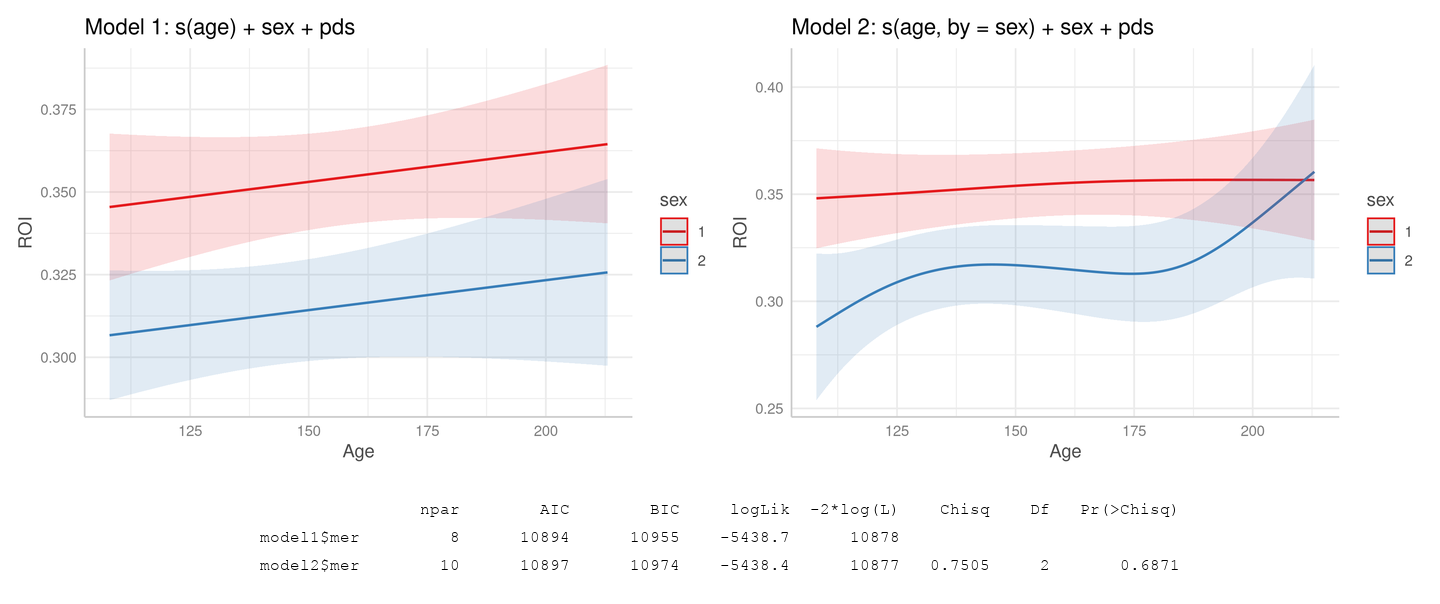 Model 1: s(age) + sex + pds
0.375
0.350
0.325
0.300
ROI
125 150 175 200
Age
sex
1
2
Model 2: s(age, by = sex) + sex + pds
0.40
0.35
0.30
0.25
ROI
125 150 175 200
Age
sex
1
2
npar AIC BIC logLik -2*log(L) Chisq Df Pr(>Chisq)
model1$mer 8 10894 10955 -5438.7 10878
model2$mer 10 10897 10974 -5438.4 10877 0.7505 2 0.6871